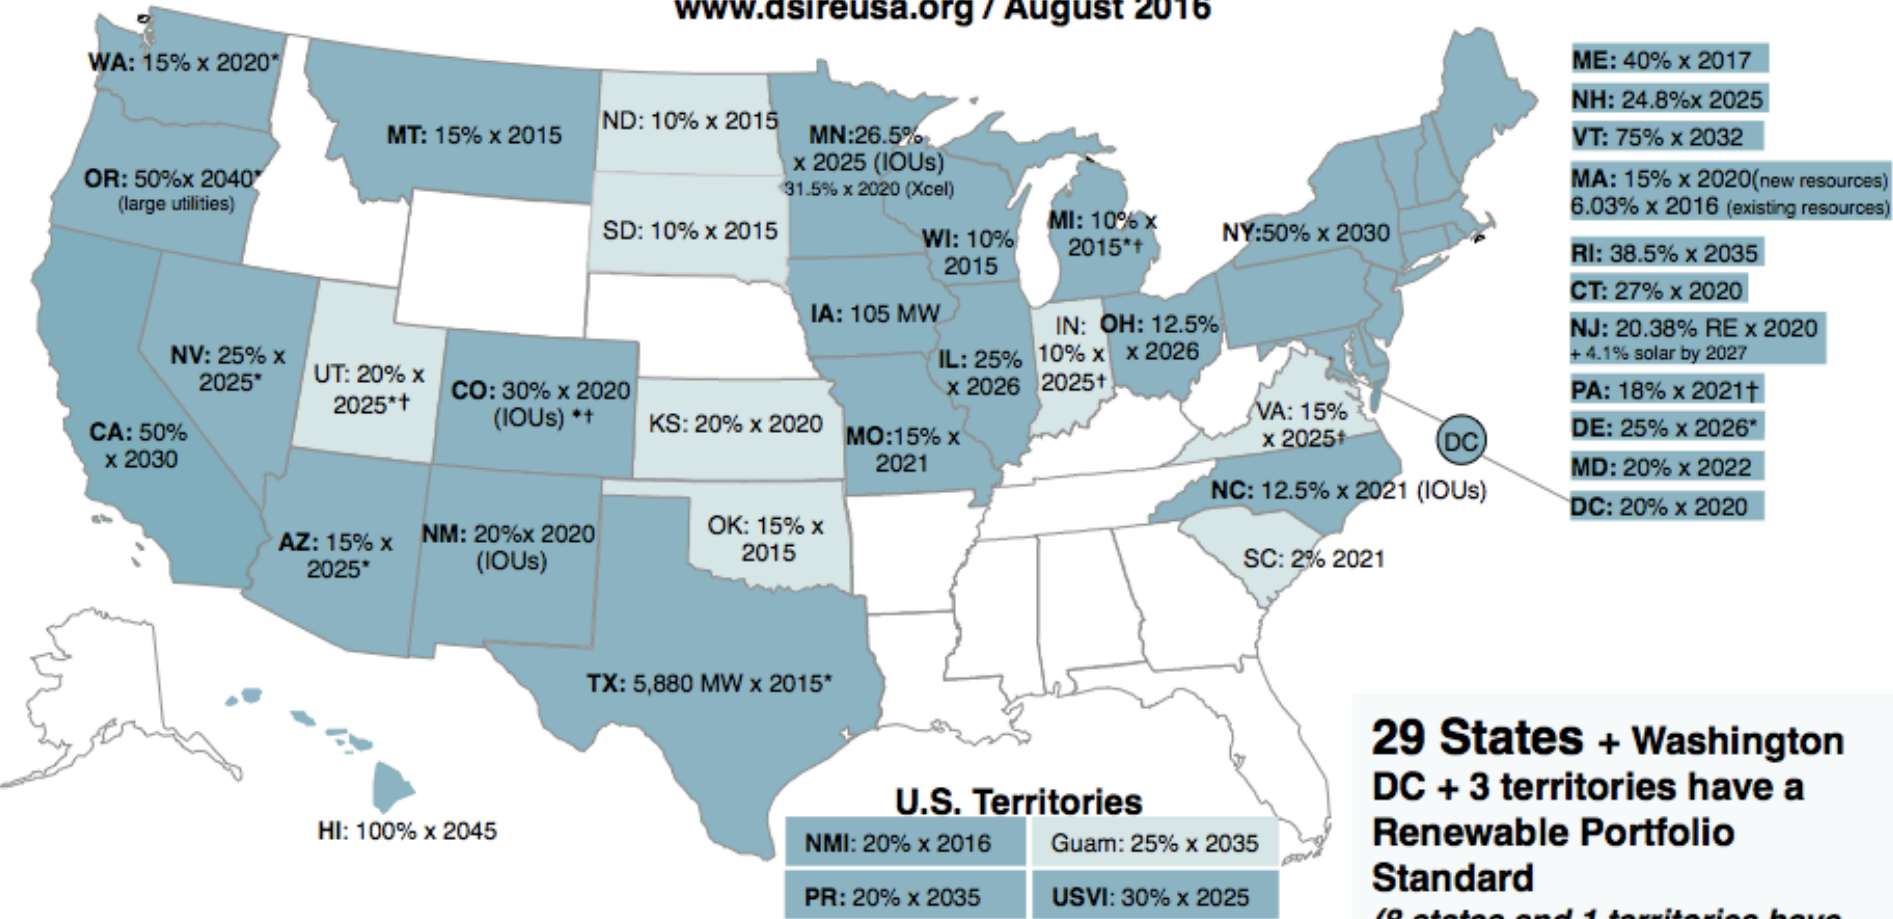 www.dsireusa.org / August 2016
WA: 15% x 2020*
OR: 50%x 2040*
(large utilities)
CA: 50%
x 2030
NV: 25% x
2025*
MT: 15% x 2015
UT: 20% x
2025*†
AZ: 15% x
2025*
CO: 30% x 2020
(IOUs) *†
NM: 20%x 2020
(IOUs)
ND: 10% x 2015
SD: 10% x 2015
KS: 20% x 2020
OK: 15% x
2015
TX: 5,880 MW x 2015*
MN:26.5%
x 2025 (IOUs)
31.5% x 2020 (Xcel)
IA: 105 MW
MO:15% x
2021
WI: 10%
2015
IL: 25%
x 2026
MI: 10% x
2015*†
IN:
10% x
2025†
OH: 12.5%
x 2026
NY:50% x 2030
VA: 15%
x 2025†
NC: 12.5% x 2021 (IOUs)
SC: 2% 2021
DC
HI: 100% x 2045
ME: 40% x 2017
NH: 24.8%x 2025
VT: 75% x 2032
MA: 15% x 2020(new resources)
6.03% x 2016 (existing resources)
RI: 38.5% x 2035
CT: 27% x 2020
NJ: 20.38% RE x 2020
+ 4.1% solar by 2027
PA: 18% x 2021†
DE: 25% x 2026*
MD: 20% x 2022
DC: 20% x 2020
U.S. Territories
NMI: 20% x 2016
Guam: 25% x 2035
PR: 20% x 2035
USVI: 30% x 2025
29 States + Washington
DC + 3 territories have a
Renewable Portfolio
Standard
(8 states and 1 territories have